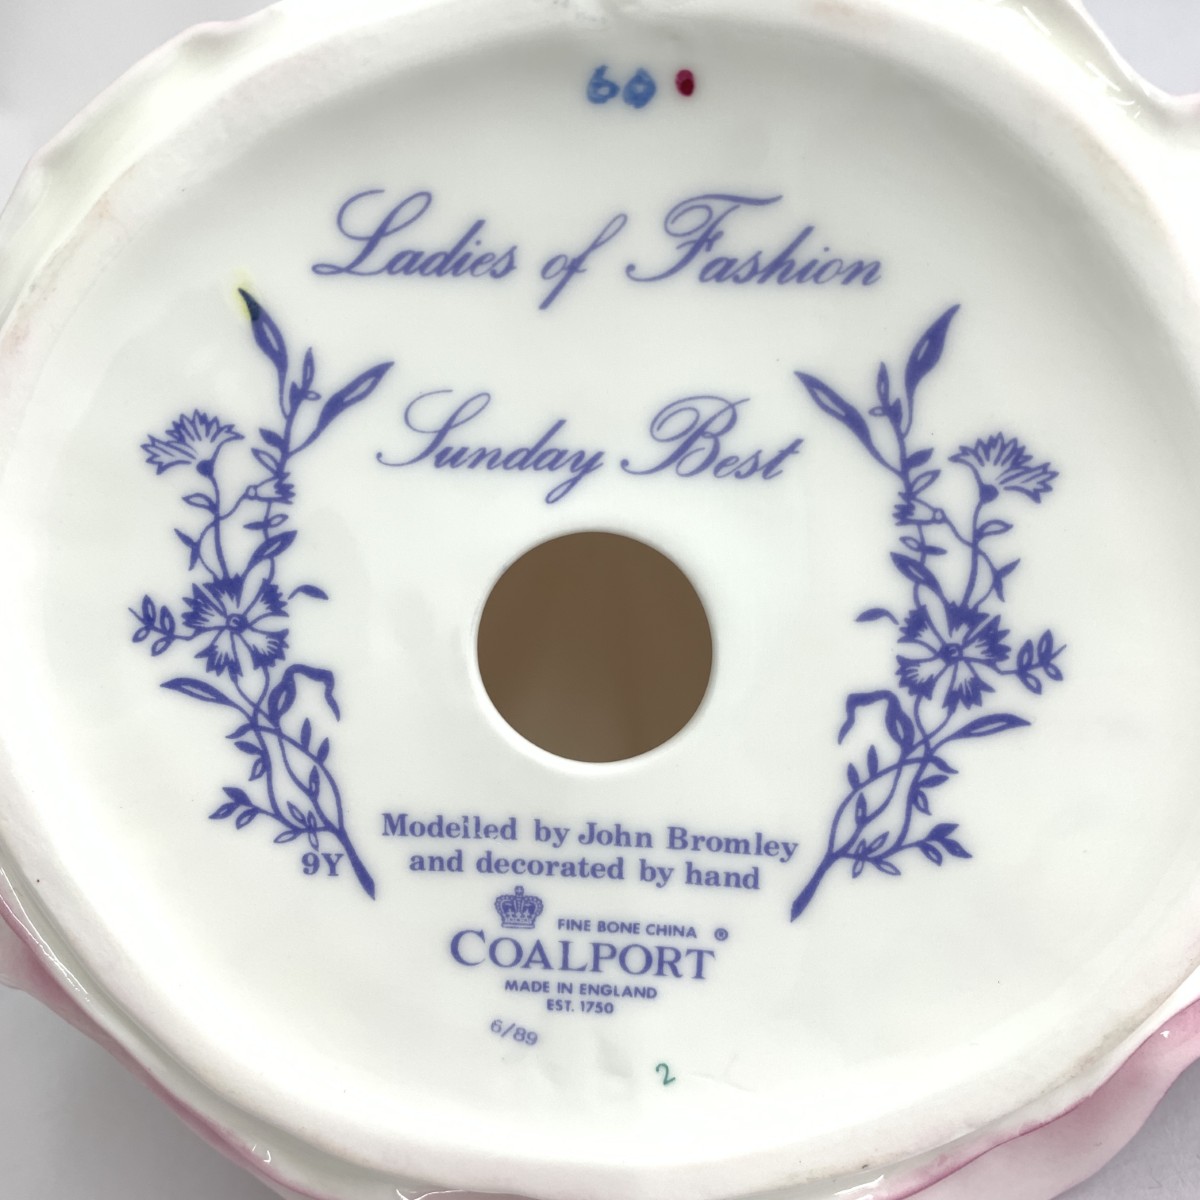 60
Ladies of Fashion
Sunday Best
Modelled by John Bromley
and decorated by hand
9Y
FINE BONE CHINA ®
COALPORT
MADE IN ENGLAND
EST. 1750
6/89
2